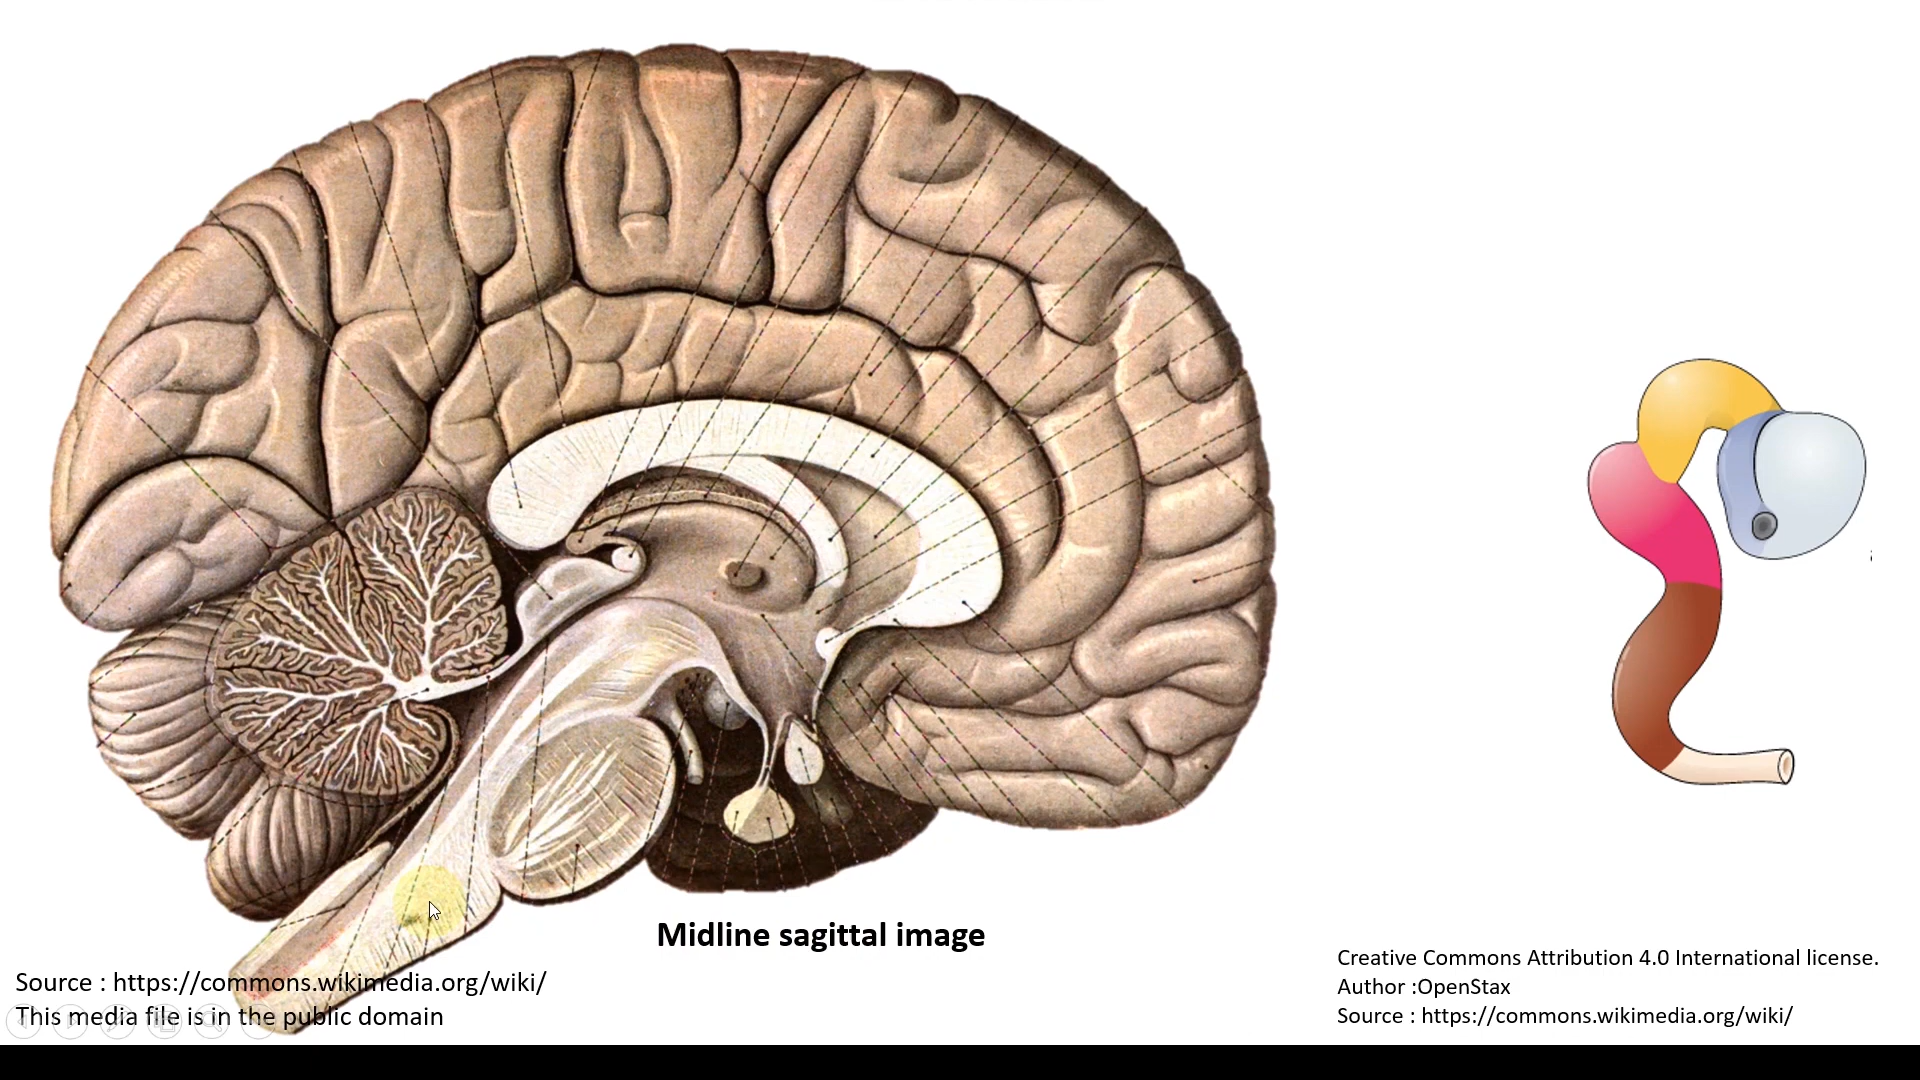 Midline sagittal image
Source : https://commons.wikimedia.org/wiki/
This media file is in the public domain
Creative Commons Attribution 4.0 International license.
Author :OpenStax
Source : https://commons.wikimedia.org/wiki/